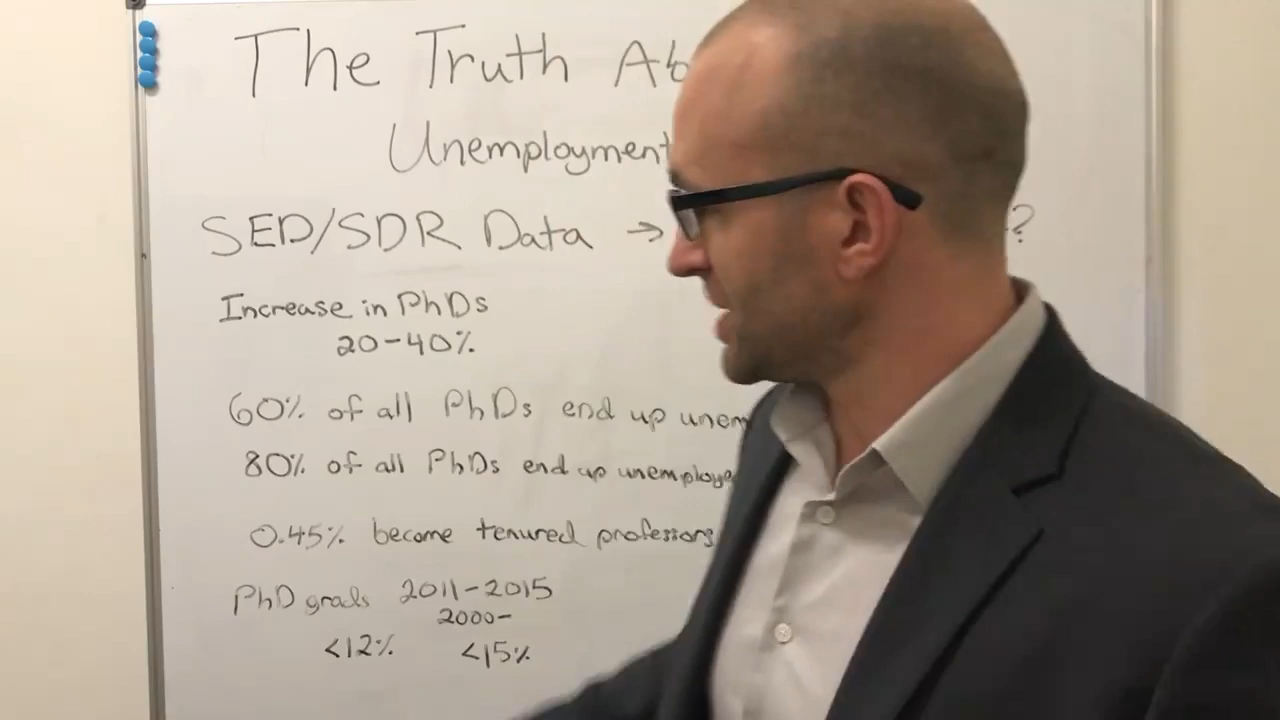 The Truth Ab
Unemployment
SED/SDR Data → ?
Increase in PhDs
20-40%
60% of all PhDs end up unem
80% of all PhDs end up unemploye
0.45% become tenured professors
PhD grads 2011-2015
2000-
<12% <15%